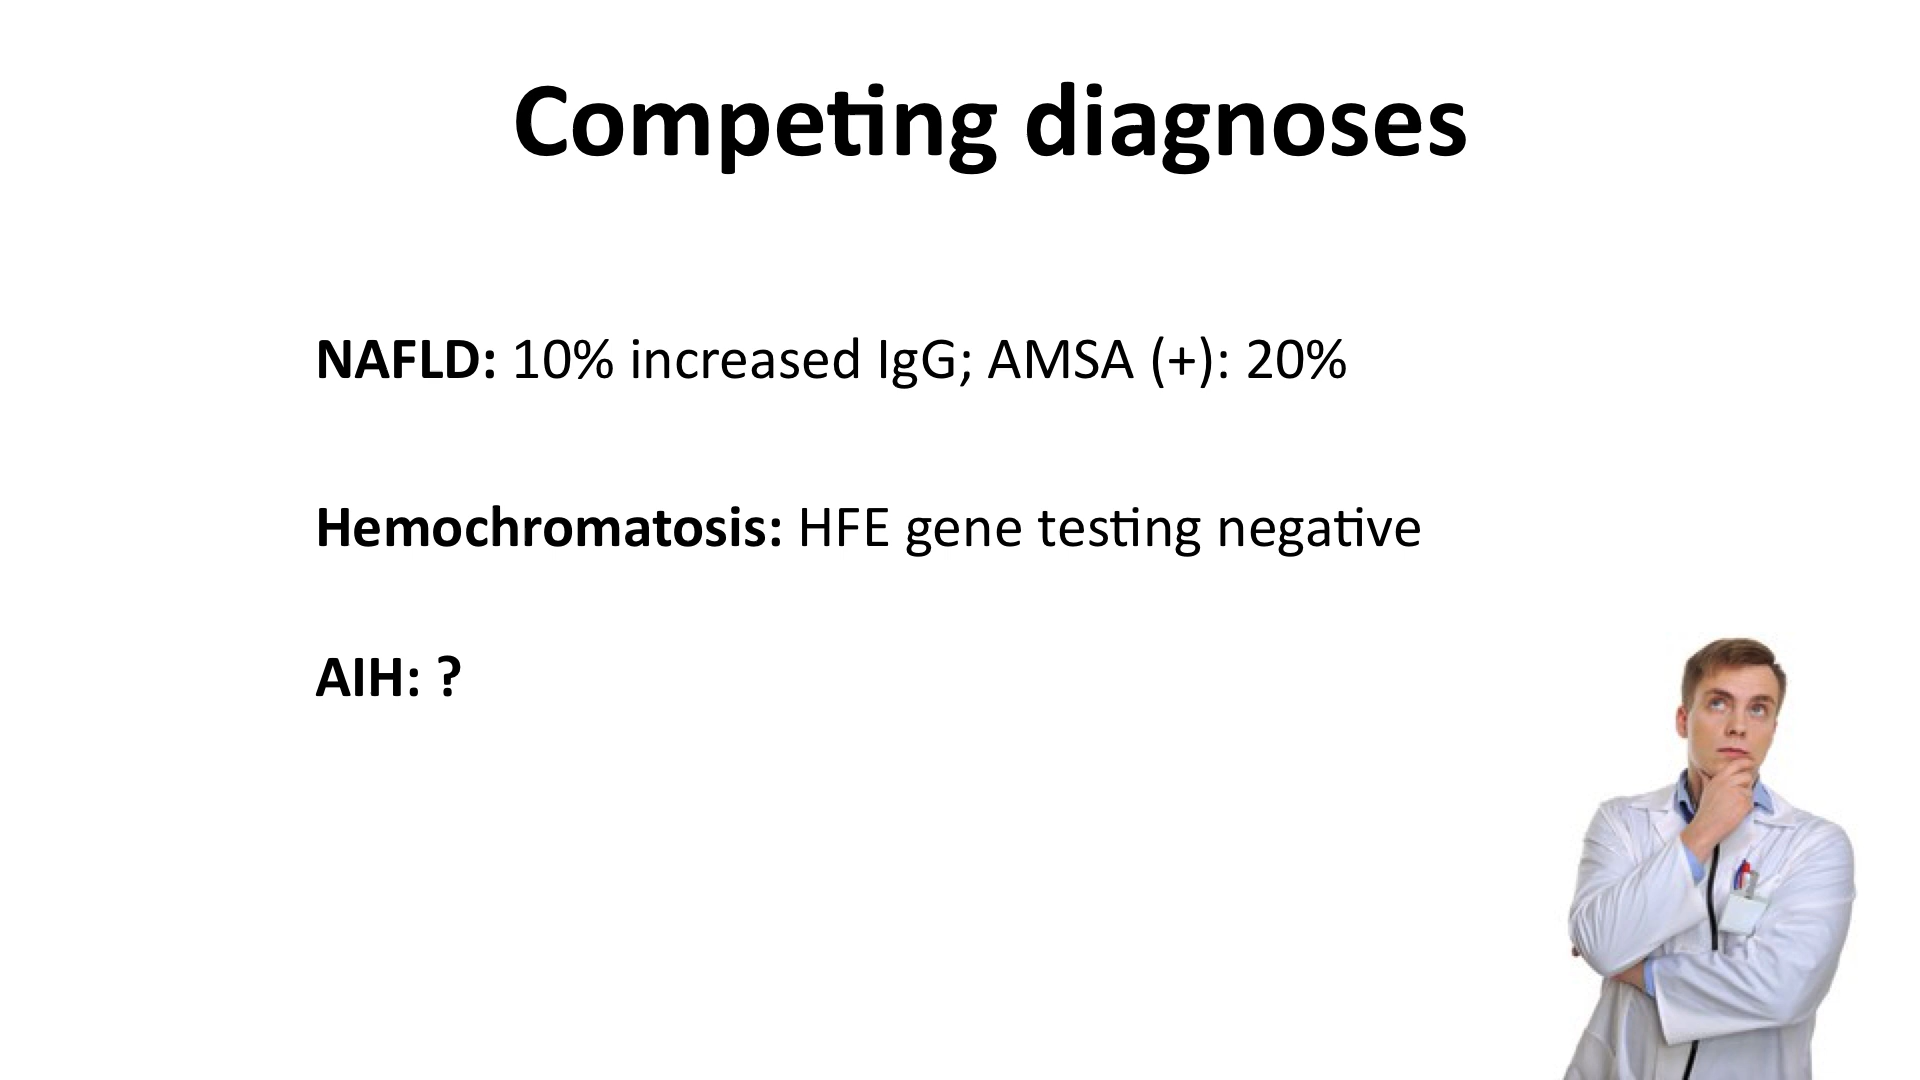 Competing diagnoses
NAFLD: 10% increased IgG; AMSA (+): 20%
Hemochromatosis: HFE gene testing negative
AIH: ?